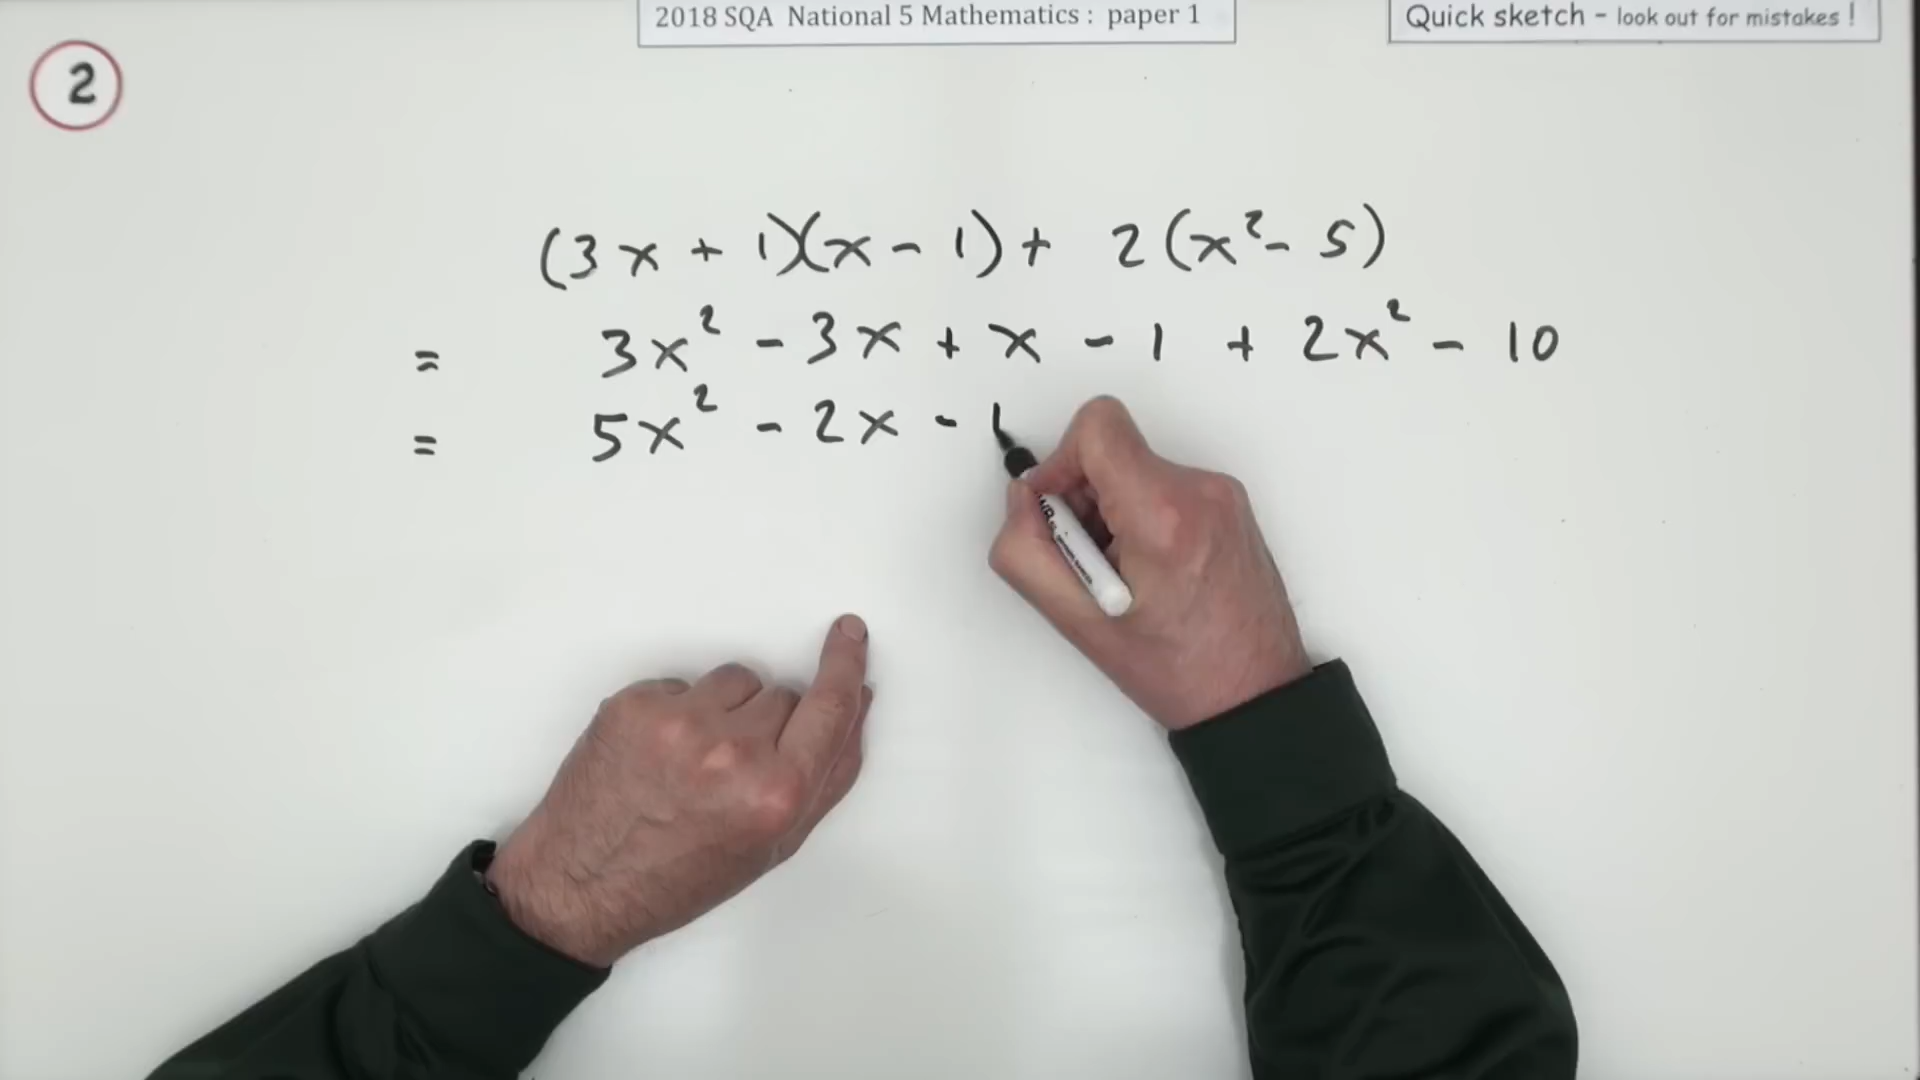 2018 SQA National 5 Mathematics : paper 1
Quick sketch - look out for mistakes !
2
(3x + 1)(x - 1) + 2(x² - 5)
= 3x² - 3x + x - 1 + 2x² - 10
= 5x² - 2x - 1